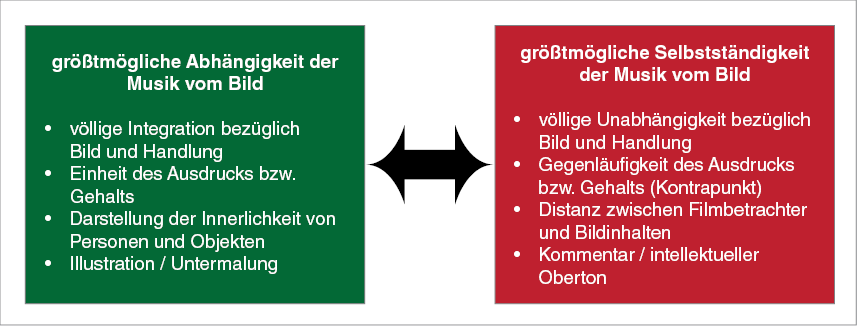 größtmögliche Abhängigkeit der
Musik vom Bild
• völlige Integration bezüglich
Bild und Handlung
• Einheit des Ausdrucks bzw.
Gehalts
• Darstellung der Innerlichkeit von
Personen und Objekten
• Illustration / Untermalung
größtmögliche Selbstständigkeit
der Musik vom Bild
• völlige Unabhängigkeit bezüglich
Bild und Handlung
• Gegenläufigkeit des Ausdrucks
bzw. Gehalts (Kontrapunkt)
• Distanz zwischen Filmbetrachter
und Bildinhalten
• Kommentar / intellektueller
Oberton